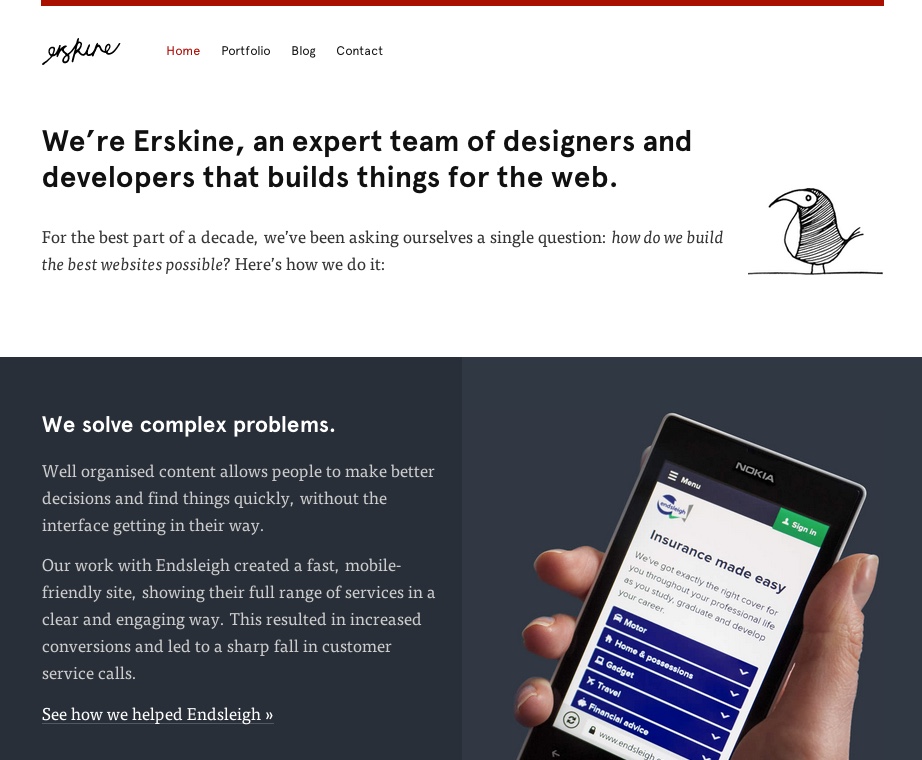 erskine
Home Portfolio Blog Contact
We’re Erskine, an expert team of designers and
developers that builds things for the web.
For the best part of a decade, we’ve been asking ourselves a single question: how do we build
the best websites possible? Here’s how we do it:
We solve complex problems.
Well organised content allows people to make better
decisions and find things quickly, without the
interface getting in their way.
Our work with Endsleigh created a fast, mobile-
friendly site, showing their full range of services in a
clear and engaging way. This resulted in increased
conversions and led to a sharp fall in customer
service calls.
See how we helped Endsleigh »
NOKIA
Menu
Sign in
endsleigh
Insurance made easy
We've got exactly the right cover for
you throughout your professional life
as you study, graduate and develop
your career.
Motor
Home & possessions
Gadget
Travel
Financial advice
www.endsleigh.